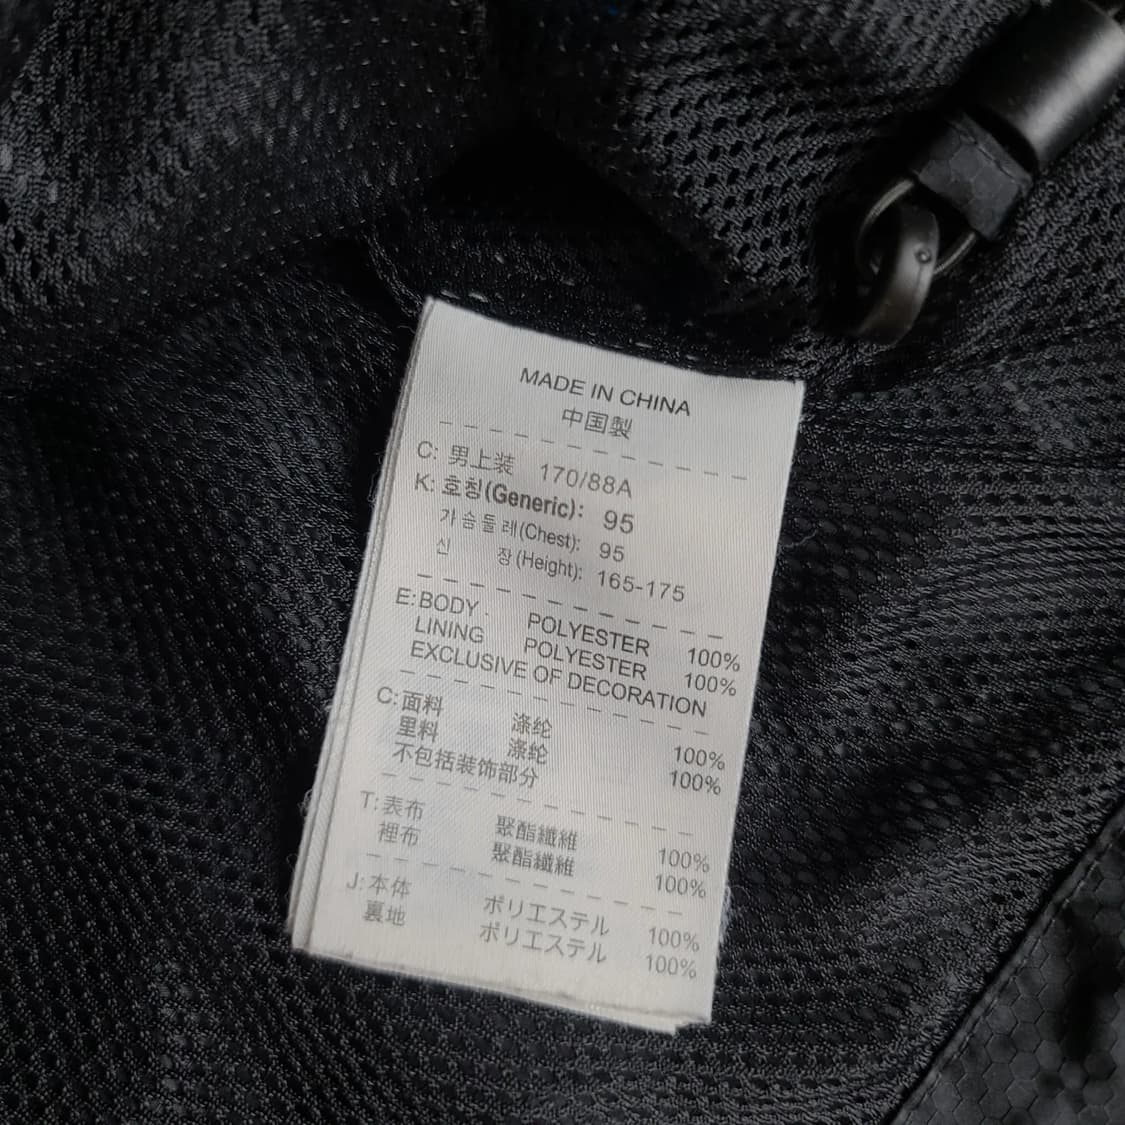 MADE IN CHINA
中国製
C: 男上装 170/88A
K: 호칭(Generic): 95
가슴둘레(Chest): 95
신 장(Height): 165-175
E: BODY . POLYESTER 100%
LINING POLYESTER 100%
EXCLUSIVE OF DECORATION
C: 面料 涤纶 100%
里料 涤纶 100%
不包括装饰部分
T: 表布 聚酯纖維 100%
裡布 聚酯纖維 100%
J: 本体 ポリエステル 100%
裏地 ポリエステル 100%